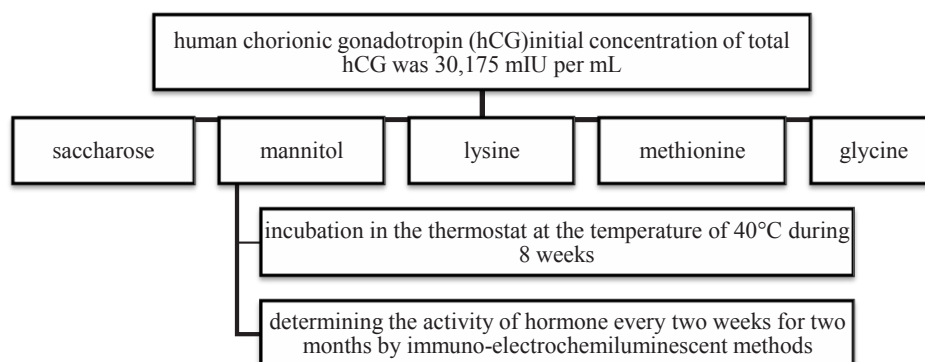 human chorionic gonadotropin (hCG)initial concentration of total
hCG was 30,175 mIU per mL
saccharose
mannitol
lysine
methionine
glycine
incubation in the thermostat at the temperature of 40°C during
8 weeks
determining the activity of hormone every two weeks for two
months by immuno-electrochemiluminescent methods